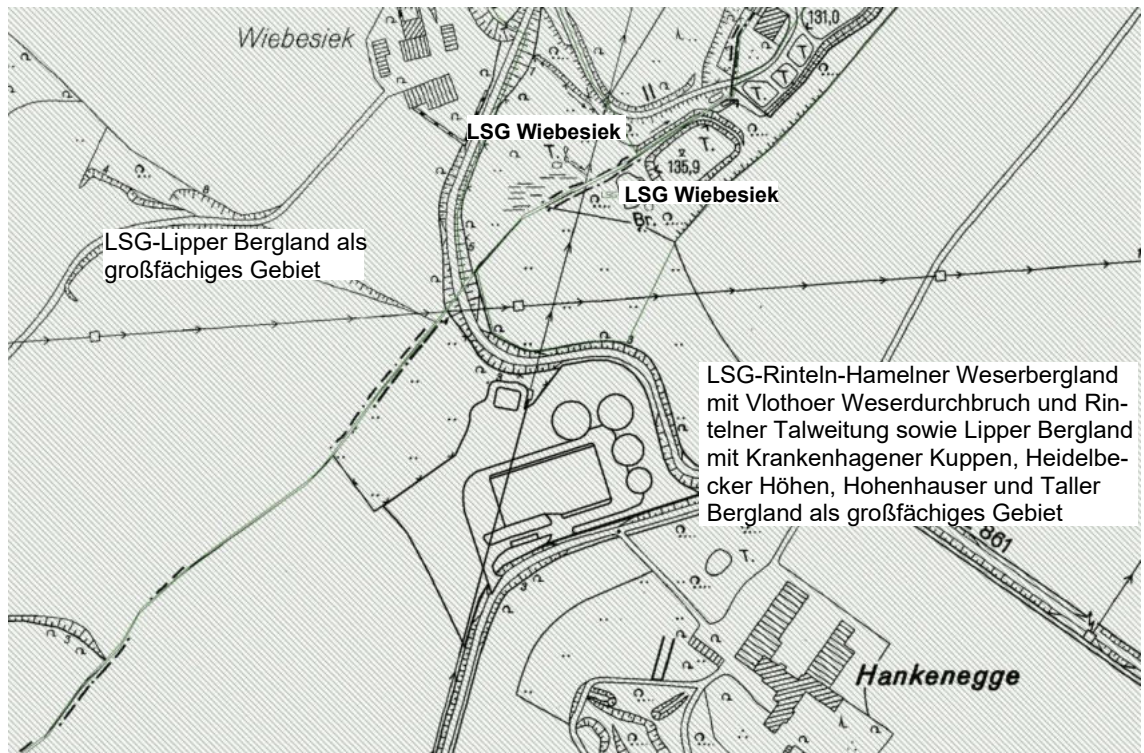 131,0
Wiebesiek
T.
T.
T.
LSG Wiebesiek
T.
T.
135,9
LSG Wiebesiek
Br.
LSG-Lipper Bergland als
großfächiges Gebiet
LSG-Rinteln-Hamelner Weserbergland
mit Vlothoer Weserdurchbruch und Rin-
telner Talweitung sowie Lipper Bergland
mit Krankenhagener Kuppen, Heidelbe-
cker Höhen, Hohenhauser und Taller
Bergland als großfächiges Gebiet
861
T.
Hankenegge